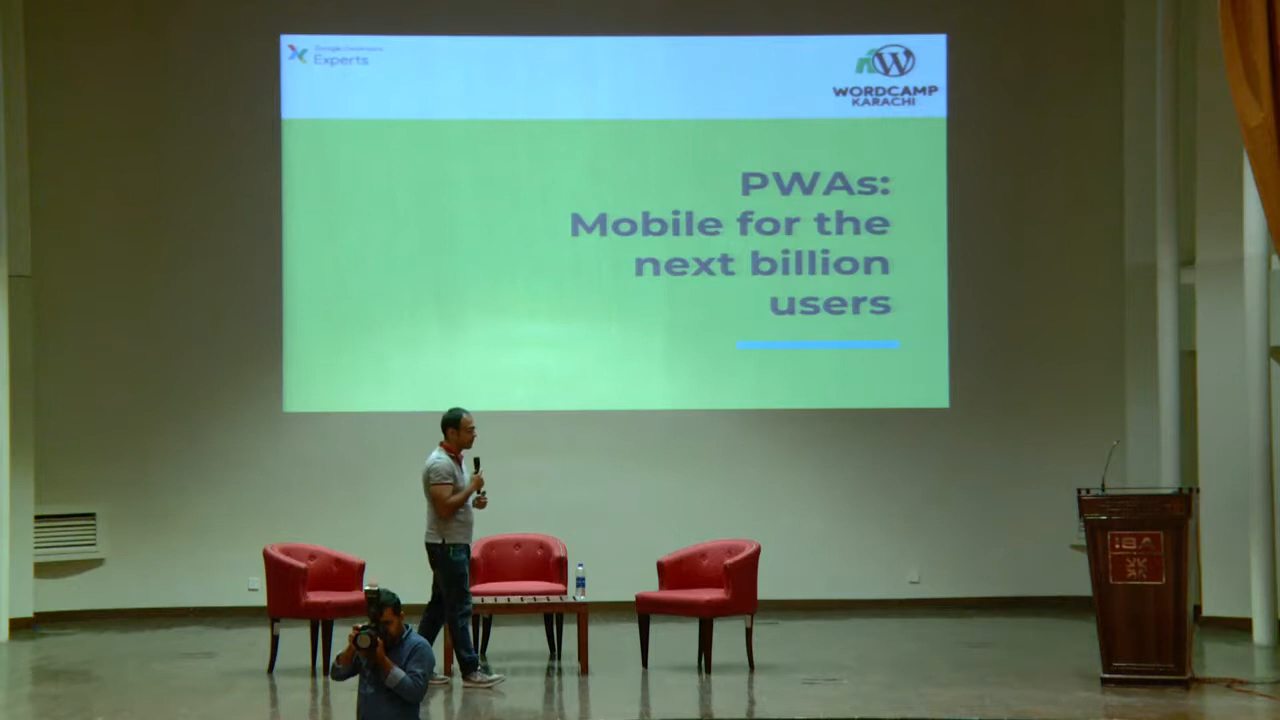 Experts
WORDCAMP
KARACHI
PWAs:
Mobile for the
next billion
users
IBA